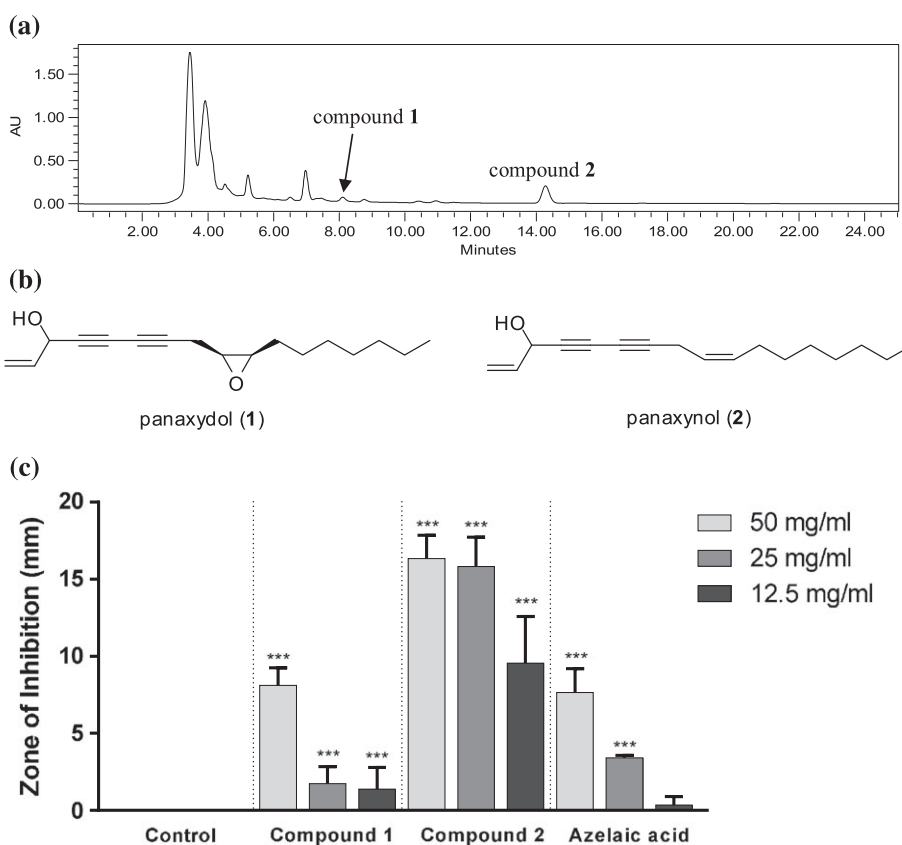 (a)
1.50
1.00
0.50
0.00
AU
compound 1
compound 2
2.00 4.00 6.00 8.00 10.00 12.00 14.00 16.00 18.00 20.00 22.00 24.00
Minutes
(b)
HO
O
panaxydol (1)
HO
panaxynol (2)
(c)
20
15
10
5
0
Zone of Inhibition (mm)
***
***
***
***
***
***
***
***
50 mg/ml
25 mg/ml
12.5 mg/ml
Control Compound 1 Compound 2 Azelaic acid